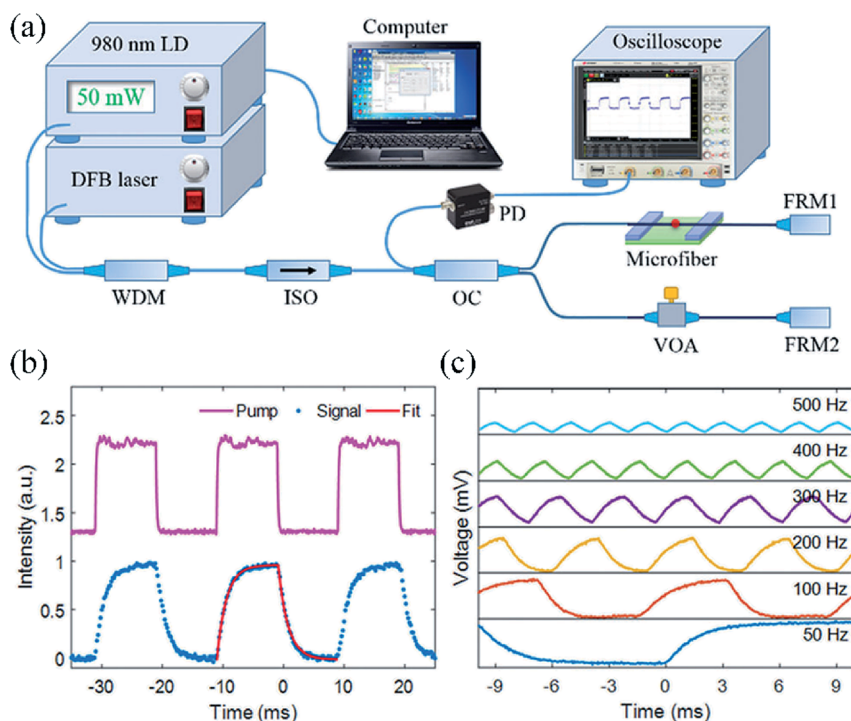 (a)
980 nm LD
50 mW
DFB laser
Computer
Oscilloscope
PD
FRM1
Microfiber
WDM
ISO
OC
VOA
FRM2
(b)
Pump Signal Fit
Intensity (a.u.)
2.5
2
1.5
1
0.5
0
-30 -20 -10 0 10 20
Time (ms)
(c)
Voltage (mV)
500 Hz
400 Hz
300 Hz
200 Hz
100 Hz
50 Hz
-9 -6 -3 0 3 6 9
Time (ms)